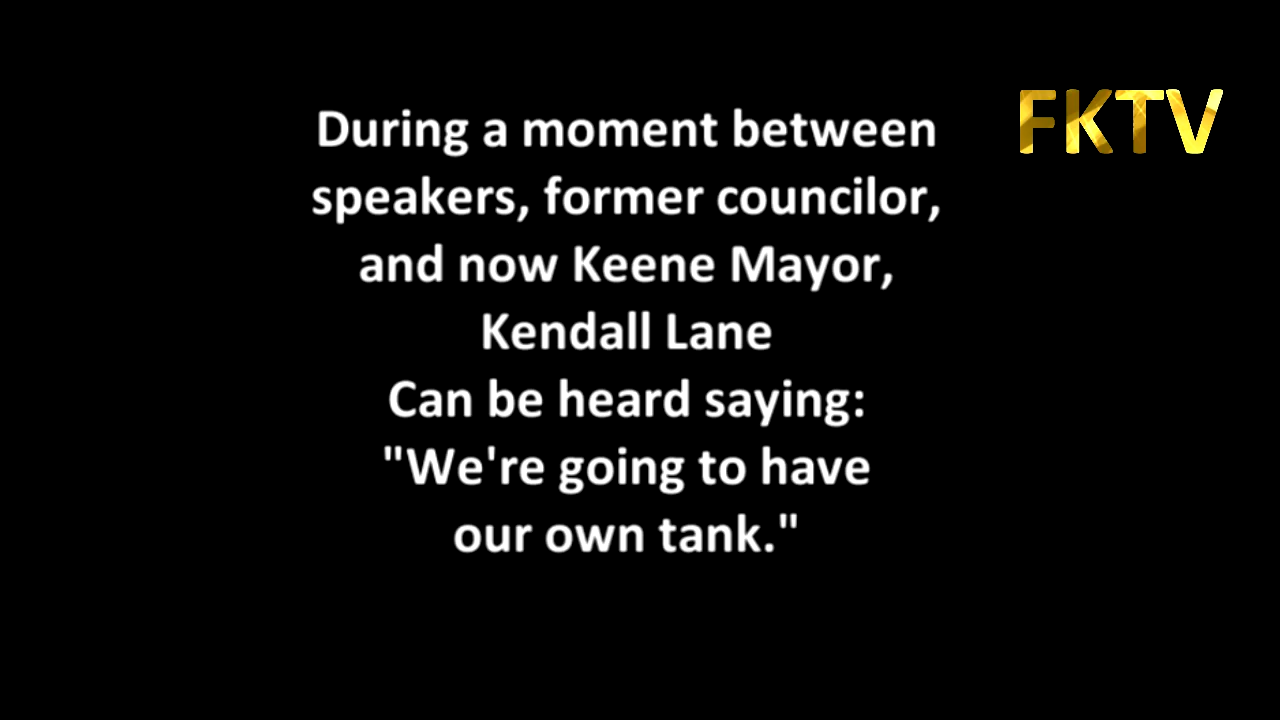 During a moment between
speakers, former councilor,
and now Keene Mayor,
Kendall Lane
Can be heard saying:
"We're going to have
our own tank."
FKTV